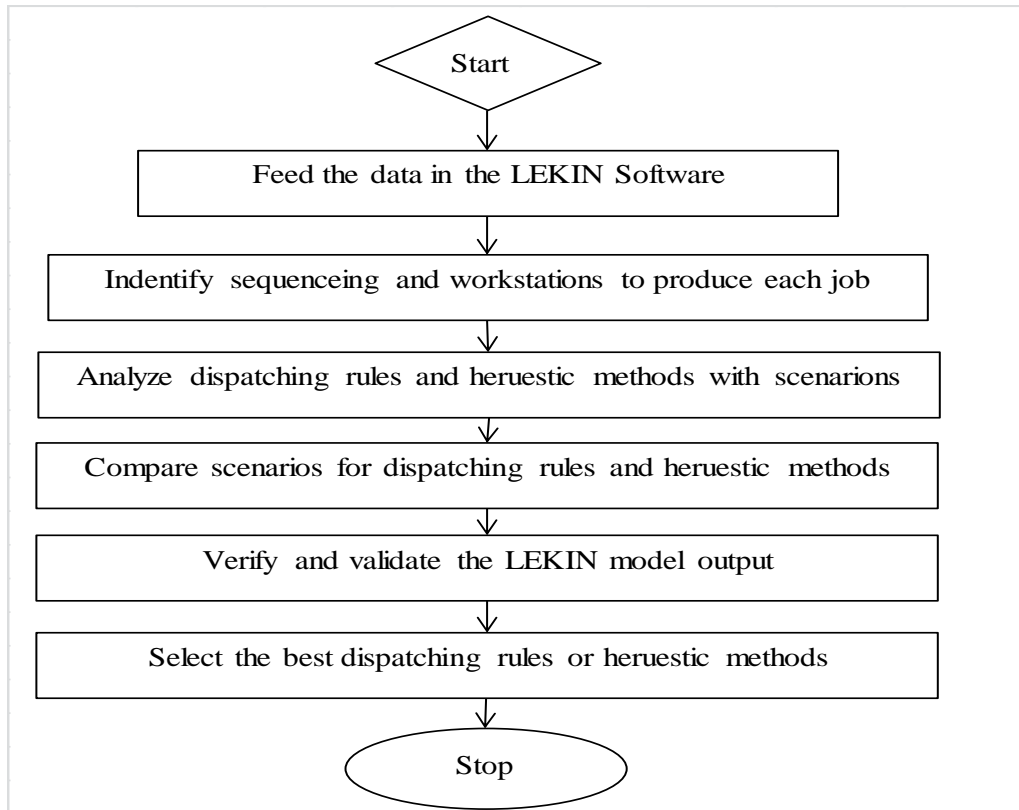 Start
Feed the data in the LEKIN Software
Indentify sequenceing and workstations to produce each job
Analyze dispatching rules and heruestic methods with scenarions
Compare scenarios for dispatching rules and heruestic methods
Verify and validate the LEKIN model output
Select the best dispatching rules or heruestic methods
Stop